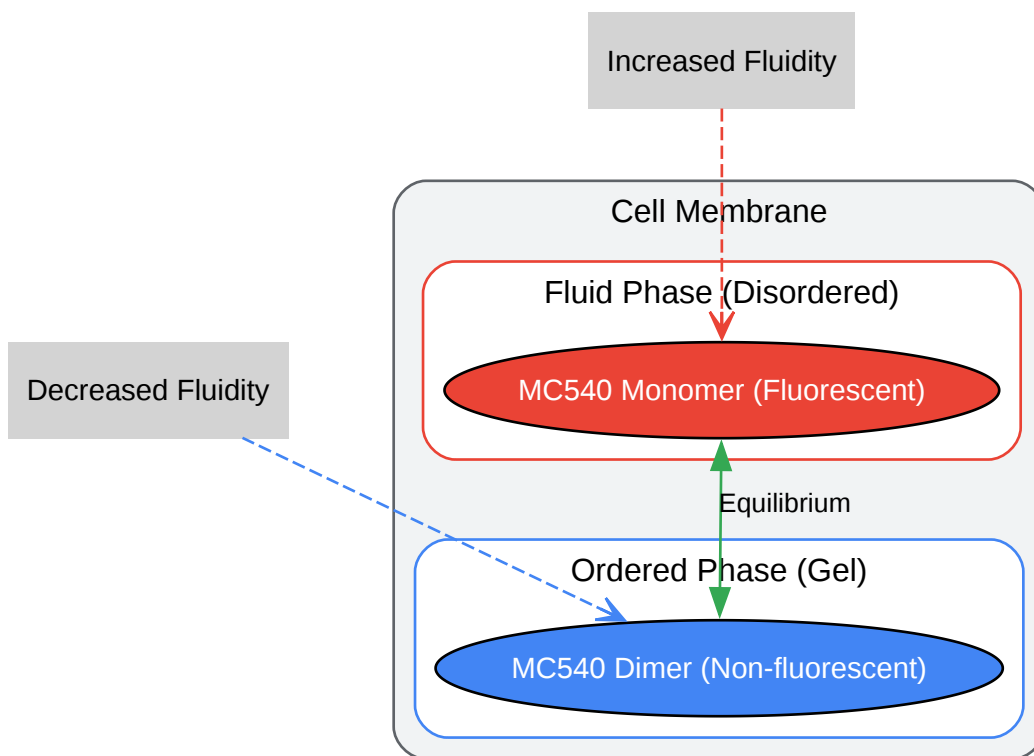 Increased Fluidity
Cell Membrane
Fluid Phase (Disordered)
Decreased Fluidity
MC540 Monomer (Fluorescent)
Equilibrium
Ordered Phase (Gel)
MC540 Dimer (Non-fluorescent)